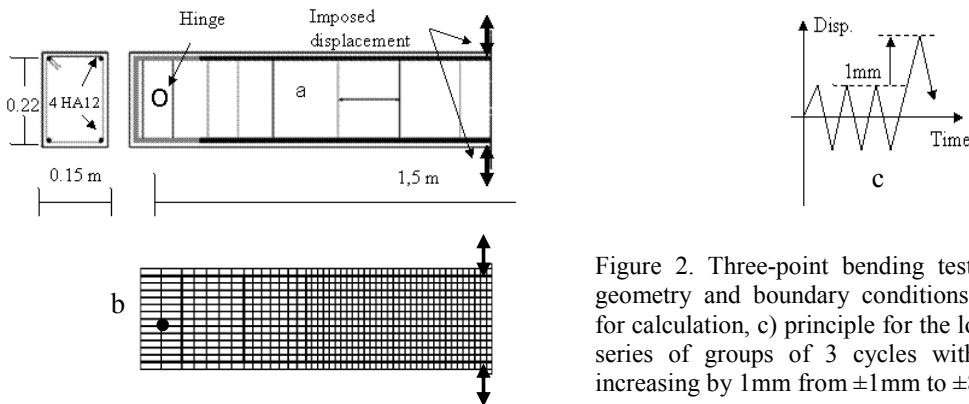 Hinge
Imposed
displacement
a
0.22
4 HA12
0.15 m
1,5 m
b
Disp.
1mm
Time
c
Figure 2. Three-point bending test
geometry and boundary conditions
for calculation, c) principle for the
series of groups of 3 cycles with
increasing by 1mm from ±1mm to